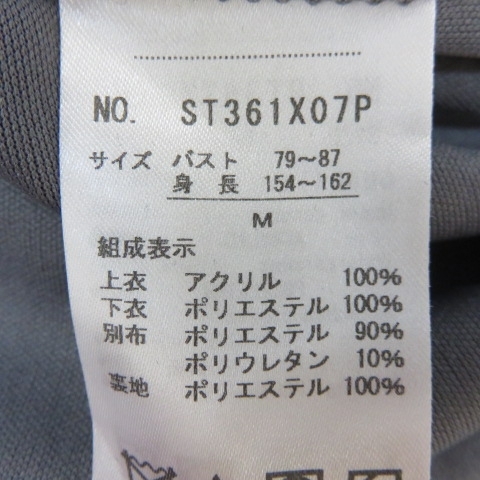 NO. ST361X07P
サイズ バスト 79〜87
身長 154〜162
M
組成表示
上衣 アクリル 100%
下衣 ポリエステル 100%
別布 ポリエステル 90%
ポリウレタン 10%
裏地 ポリエステル 100%